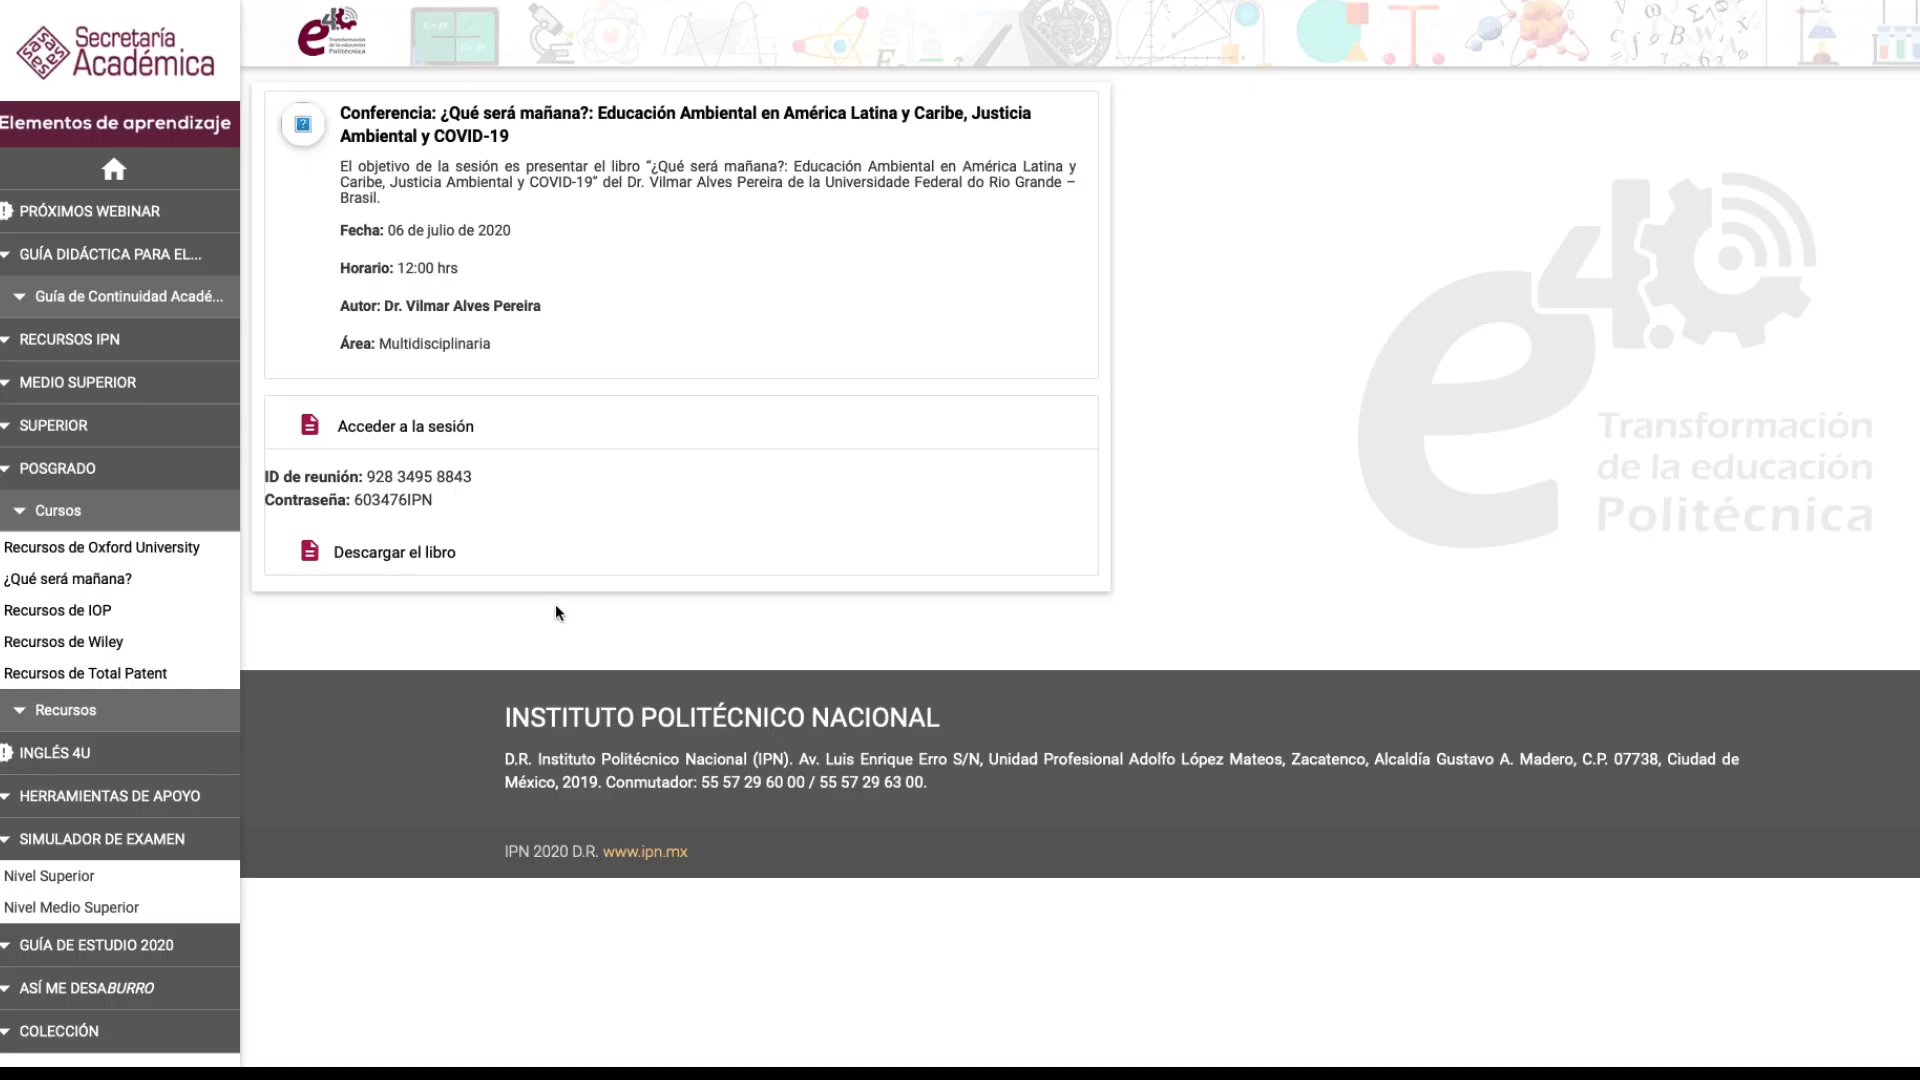 Secretaría
Académica
Elementos de aprendizaje
PRÓXIMOS WEBINAR
GUÍA DIDÁCTICA PARA EL...
Guía de Continuidad Acadé...
RECURSOS IPN
MEDIO SUPERIOR
SUPERIOR
POSGRADO
Cursos
Recursos de Oxford University
¿Qué será mañana?
Recursos de IOP
Recursos de Wiley
Recursos de Total Patent
Recursos
INGLÉS 4U
HERRAMIENTAS DE APOYO
SIMULADOR DE EXAMEN
Nivel Superior
Nivel Medio Superior
GUÍA DE ESTUDIO 2020
ASÍ ME DESABURRO
COLECCIÓN
e4.0
Transformación
de la educación
Politécnica
Conferencia: ¿Qué será mañana?: Educación Ambiental en América Latina y Caribe, Justicia
Ambiental y COVID-19
El objetivo de la sesión es presentar el libro “¿Qué será mañana?: Educación Ambiental en América Latina y
Caribe, Justicia Ambiental y COVID-19” del Dr. Vilmar Alves Pereira de la Universidade Federal do Rio Grande –
Brasil.
Fecha: 06 de julio de 2020
Horario: 12:00 hrs
Autor: Dr. Vilmar Alves Pereira
Área: Multidisciplinaria
Acceder a la sesión
ID de reunión: 928 3495 8843
Contraseña: 603476IPN
Descargar el libro
e4.0
Transformación
de la educación
Politécnica
INSTITUTO POLITÉCNICO NACIONAL
D.R. Instituto Politécnico Nacional (IPN). Av. Luis Enrique Erro S/N, Unidad Profesional Adolfo López Mateos, Zacatenco, Alcaldía Gustavo A. Madero, C.P. 07738, Ciudad de
México, 2019. Conmutador: 55 57 29 60 00 / 55 57 29 63 00.
IPN 2020 D.R. www.ipn.mx